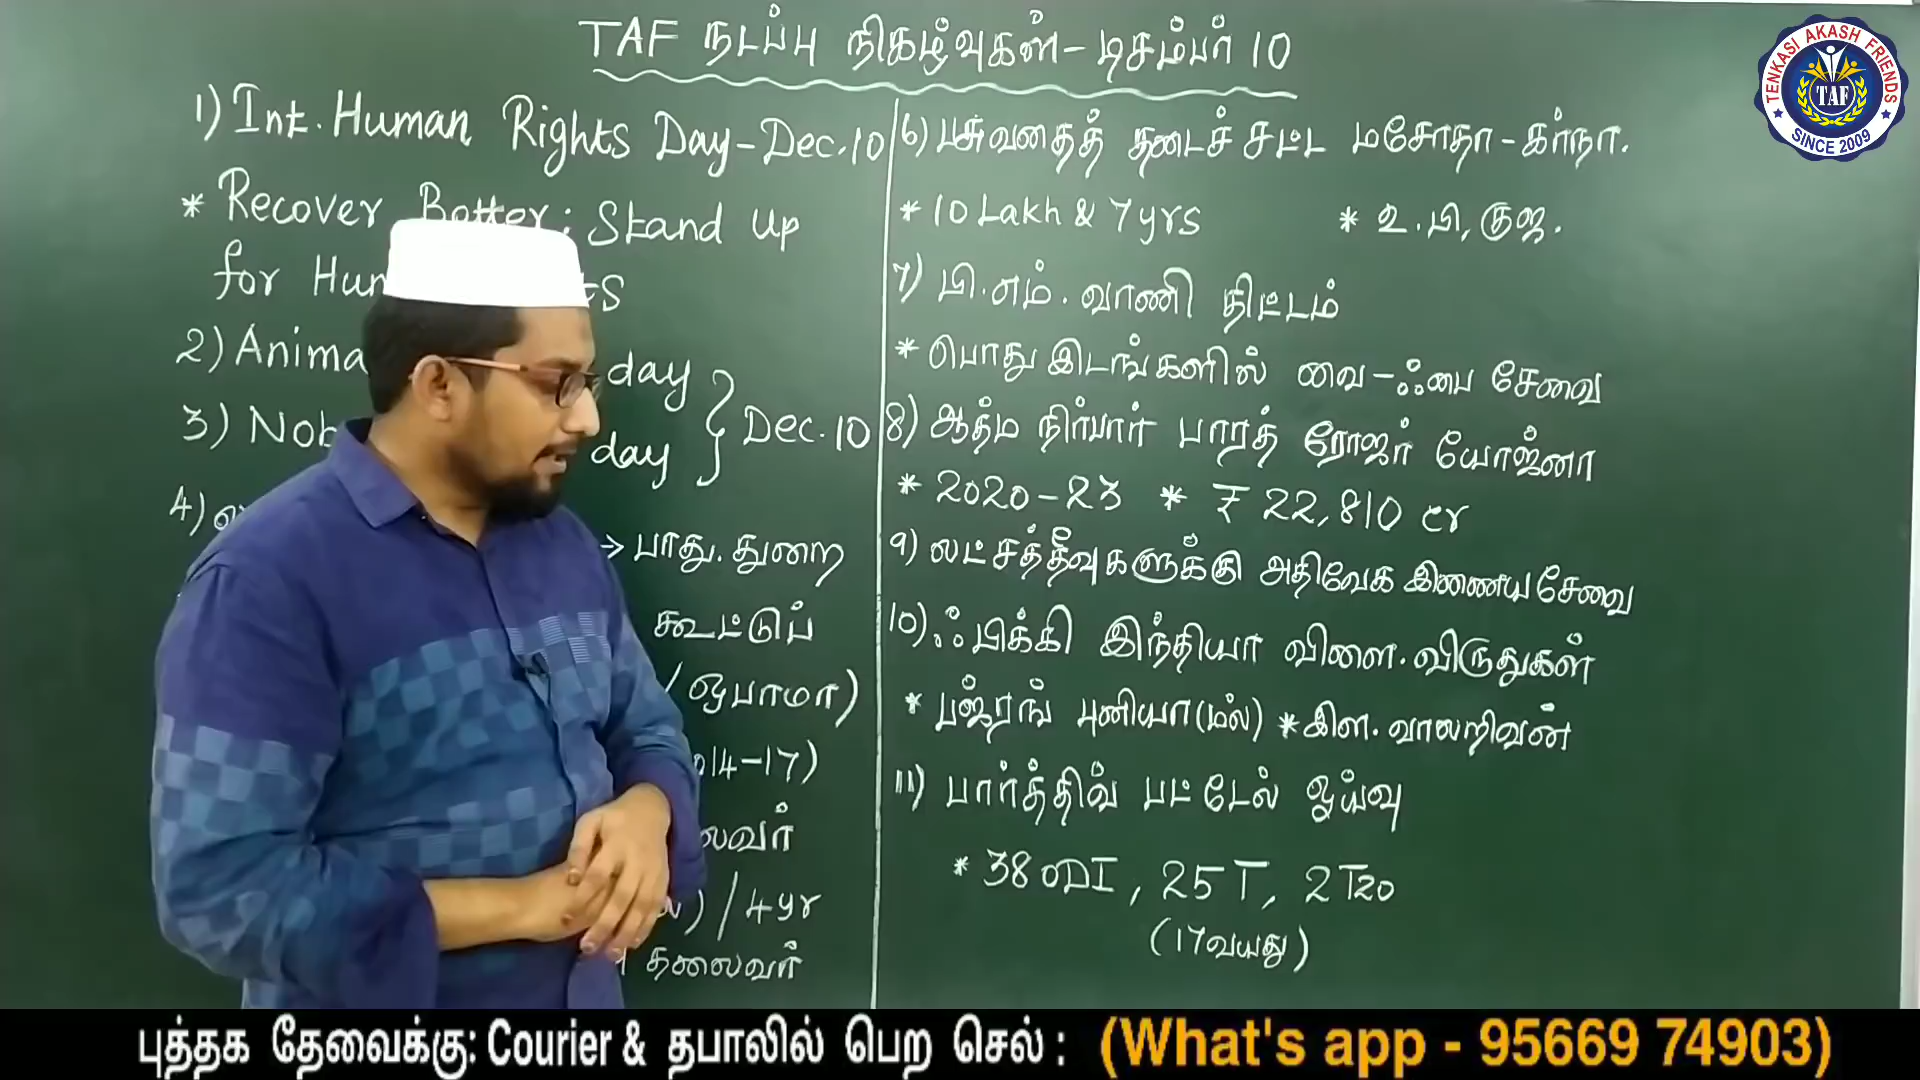 TAF நடப்பு நிகழ்வுகள் - டிசம்பர் 10
TENKASI AKASH FRIENDS
TAF
SINCE 2009
1) Int. Human Rights Day - Dec. 10
* Recover Better : Stand Up
for
2) day
3) day
} Dec. 10
4)
→ பாது. துறை
கூட்டுப்
/ ஒபாமா)
14-17)
) / 4yr
தலைவர்
6) பசுவதைத் தடைச் சட்ட மசோதா - கர்நா.
* 10 Lakh & 7 yrs * உ.பி, குஜ.
7) பி.எம். வாணி திட்டம்
* பொது இடங்களில் வை-ஃபை சேவை
8) ஆத்ம நிர்பார் பாரத் ரோஜர் யோஜ்னா
* 2020-23 * ₹ 22,810 cr
9) லட்சத்தீவுகளுக்கு அதிவேக இணைய சேவை
10) ஃபிக்கி இந்தியா விளை. விருதுகள்
* பஜ்ரங் புனியா (மல்) * இள. வாலறிவன்
11) பார்த்திவ் பட்டேல் ஓய்வு
* 38 ODI, 25 T, 2 T20
(17 வயது)
புத்தக தேவைக்கு: Courier & தபாலில் பெற செல் : (What's app - 95669 74903)